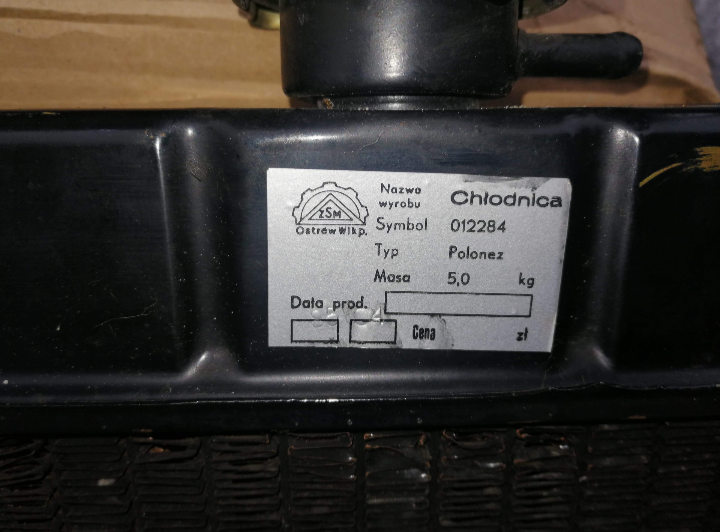 ZSM
Ostrów Wlkp.
Nazwa
wyrobu Chłodnica
Symbol 012284
Typ Polonez
Masa 5,0 kg
Data prod.
Cena zł